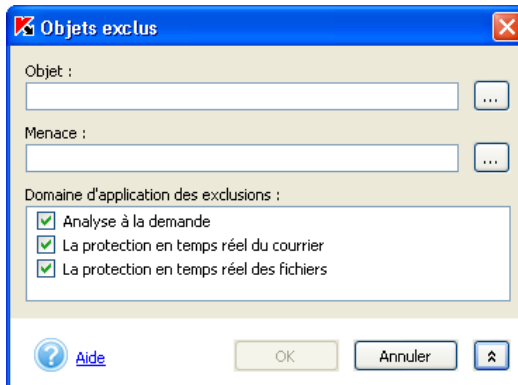 Objets exclus
Objet :
...
Menace :
...
Domaine d'application des exclusions :
Analyse à la demande
La protection en temps réel du courrier
La protection en temps réel des fichiers
? Aide
OK
Annuler